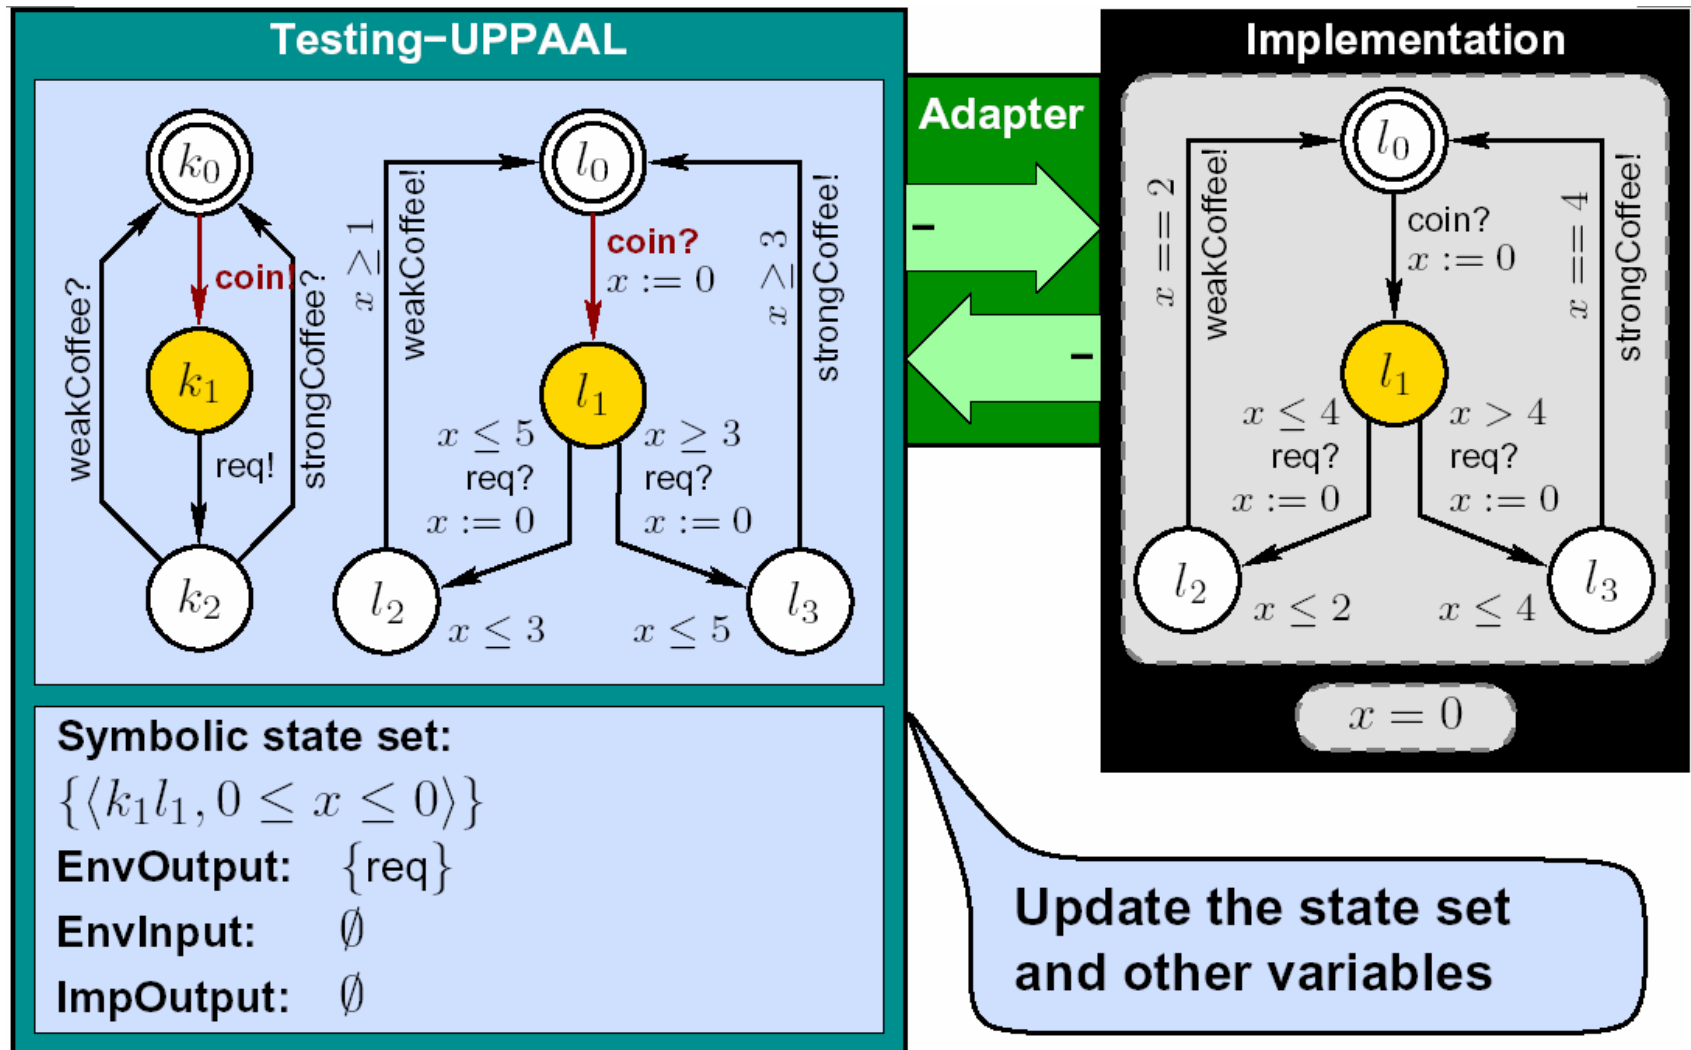 Testing−UPPAAL
k₀
coin!
weakCoffee?
strongCoffee?
k₁
req!
k₂
l₀
x ≥ 1
weakCoffee!
coin?
x := 0
x ≥ 3
strongCoffee!
l₁
x ≤ 5
req?
x := 0
x ≥ 3
req?
x := 0
l₂
x ≤ 3
x ≤ 5
l₃
Symbolic state set:
{⟨k₁l₁, 0 ≤ x ≤ 0⟩}
EnvOutput: {req}
EnvInput: ∅
ImpOutput: ∅
Adapter
−
−
Implementation
l₀
x == 2
weakCoffee!
coin?
x := 0
x == 4
strongCoffee!
l₁
x ≤ 4
req?
x := 0
x > 4
req?
x := 0
l₂
x ≤ 2
x ≤ 4
l₃
x = 0
Update the state set
and other variables